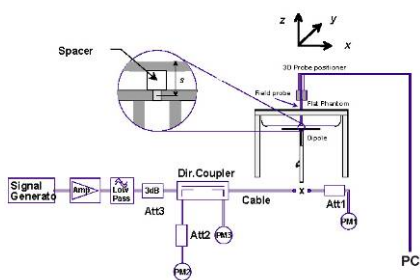 z
y
x
Spacer
s
3D Probe positioner
Field probe
Flat Phantom
Dipole
Signal
Generato
Amp
Low
Pass
3dB
Att3
Dir.Coupler
Cable
x
Att1
PM1
Att2
PM3
PM2
PC